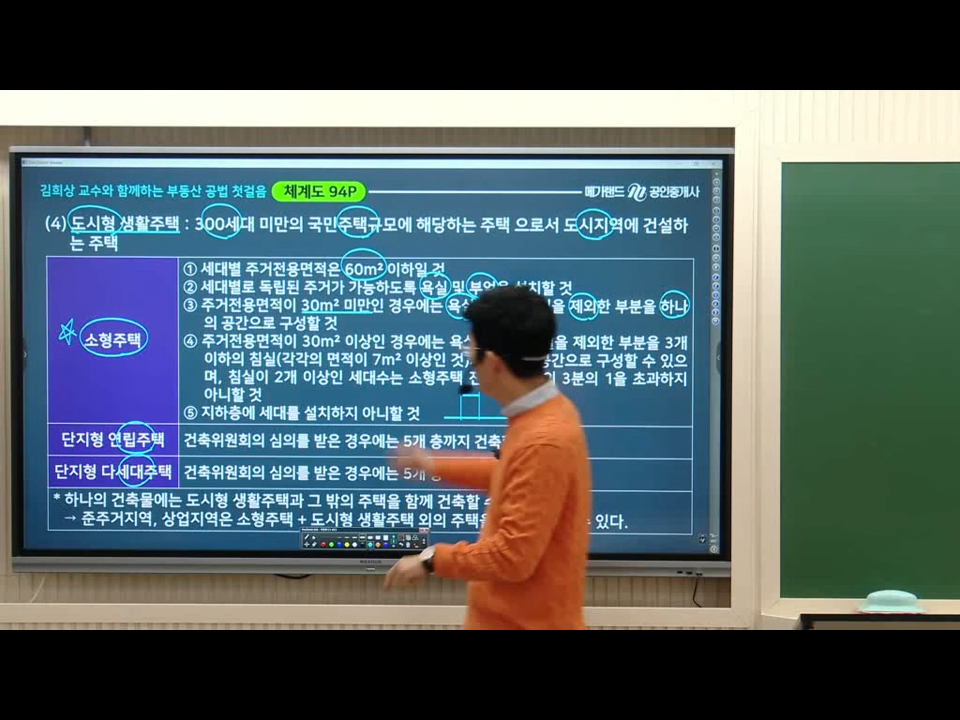 김희상 교수와 함께하는 부동산 공법 첫걸음 체계도 94P 메가랜드 공인중개사
(4) 도시형 생활주택 : 300세대 미만의 국민주택규모에 해당하는 주택 으로서 도시지역에 건설하
는 주택
소형주택
① 세대별 주거전용면적은 60m² 이하일 것
② 세대별로 독립된 주거가 가능하도록 욕실 및 부엌을 설치할 것
③ 주거전용면적이 30m² 미만인 경우에는 욕실 제외한 부분을 하나
의 공간으로 구성할 것
④ 주거전용면적이 30m² 이상인 경우에는 욕실 제외한 부분을 3개
이하의 침실(각각의 면적이 7m² 이상인 것 공간으로 구성할 수 있으
며, 침실이 2개 이상인 세대수는 소형주택 3분의 1을 초과하지
아니할 것
⑤ 지하층에 세대를 설치하지 아니할 것
단지형 연립주택 건축위원회의 심의를 받은 경우에는 5개 층까지
단지형 다세대주택 건축위원회의 심의를 받은 경우에는 5개
* 하나의 건축물에는 도시형 생활주택과 그 밖의 주택을 함께 건축할
→ 준주거지역, 상업지역은 소형주택 + 도시형 생활주택 외의 주택을 있다.